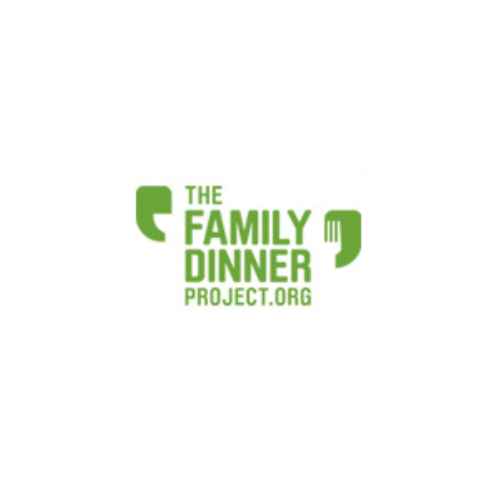 THE
FAMILY
DINNER
PROJECT.ORG